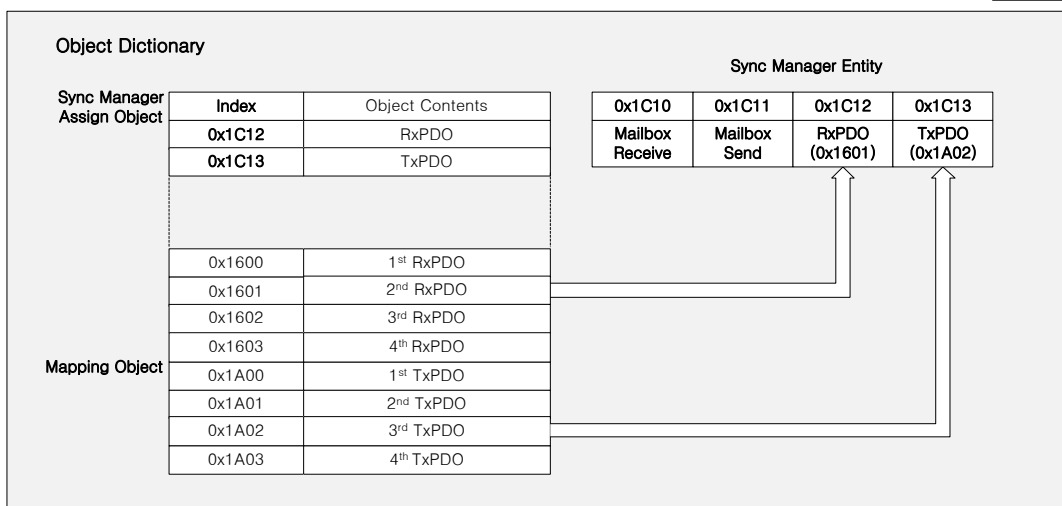 Object Dictionary
Sync Manager Entity
Sync Manager
Assign Object
Index Object Contents
0x1C12 RxPDO
0x1C13 TxPDO
0x1C10 0x1C11 0x1C12 0x1C13
Mailbox Mailbox RxPDO TxPDO
Receive Send (0x1601) (0x1A02)
Mapping Object
0x1600 1st RxPDO
0x1601 2nd RxPDO
0x1602 3rd RxPDO
0x1603 4th RxPDO
0x1A00 1st TxPDO
0x1A01 2nd TxPDO
0x1A02 3rd TxPDO
0x1A03 4th TxPDO